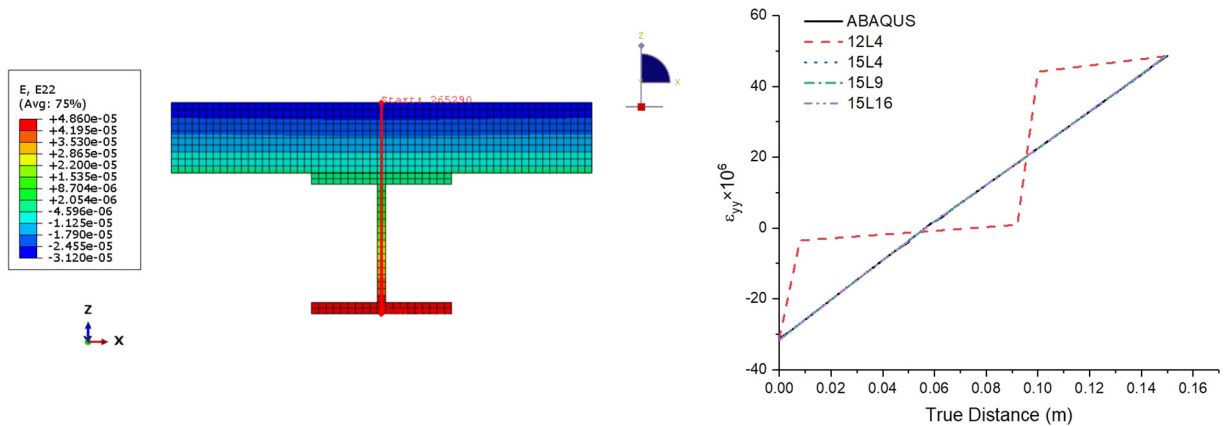 E, E22
(Avg: 75%)
+4.860e-05
+4.195e-05
+3.530e-05
+2.865e-05
+2.200e-05
+1.535e-05
+8.704e-06
+2.054e-06
-4.596e-06
-1.125e-05
-1.790e-05
-2.455e-05
-3.120e-05
Z
X
Start: 265290
Z
X
Y
ABAQUS
12L4
15L4
15L9
15L16
60
40
20
0
-20
-40
εyy×10⁶
0.00 0.02 0.04 0.06 0.08 0.10 0.12 0.14 0.16
True Distance (m)